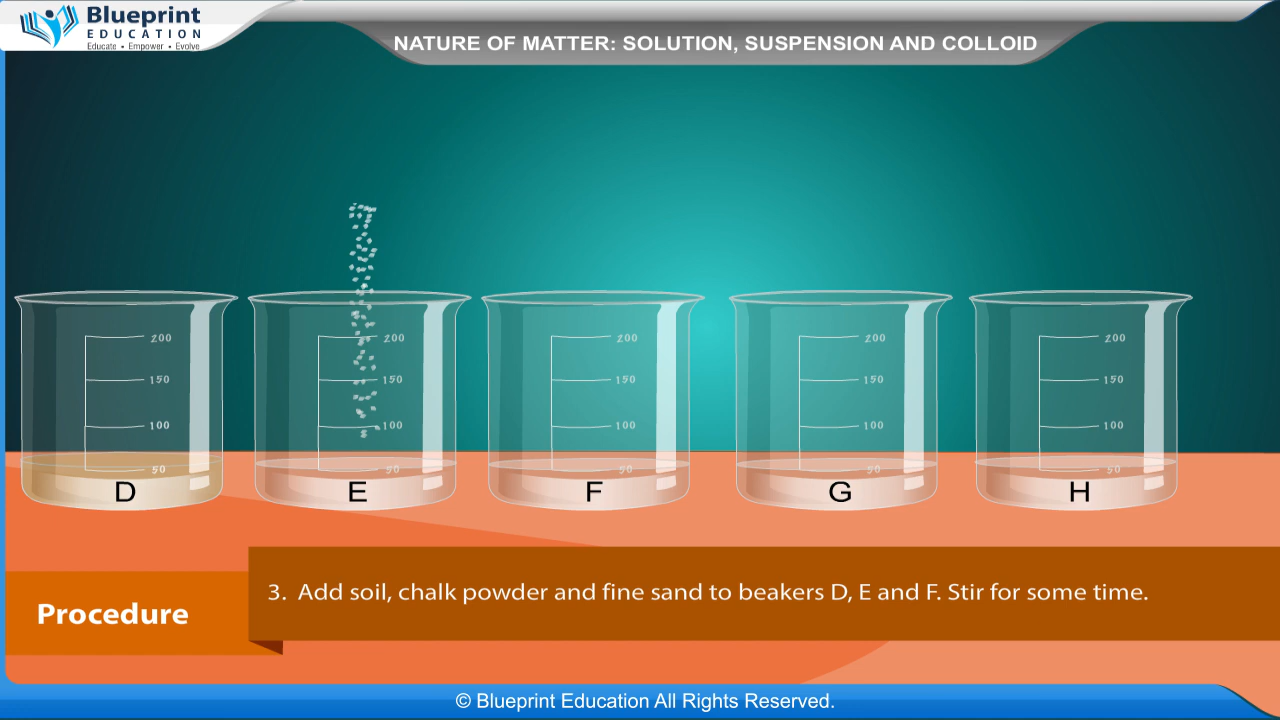 Blueprint
EDUCATION
Educate • Empower • Evolve
NATURE OF MATTER: SOLUTION, SUSPENSION AND COLLOID
200 200 200 200 200
150 150 150 150 150
100 100 100 100 100
50 50 50 50 50
D E F G H
3. Add soil, chalk powder and fine sand to beakers D, E and F. Stir for some time.
Procedure
© Blueprint Education All Rights Reserved.